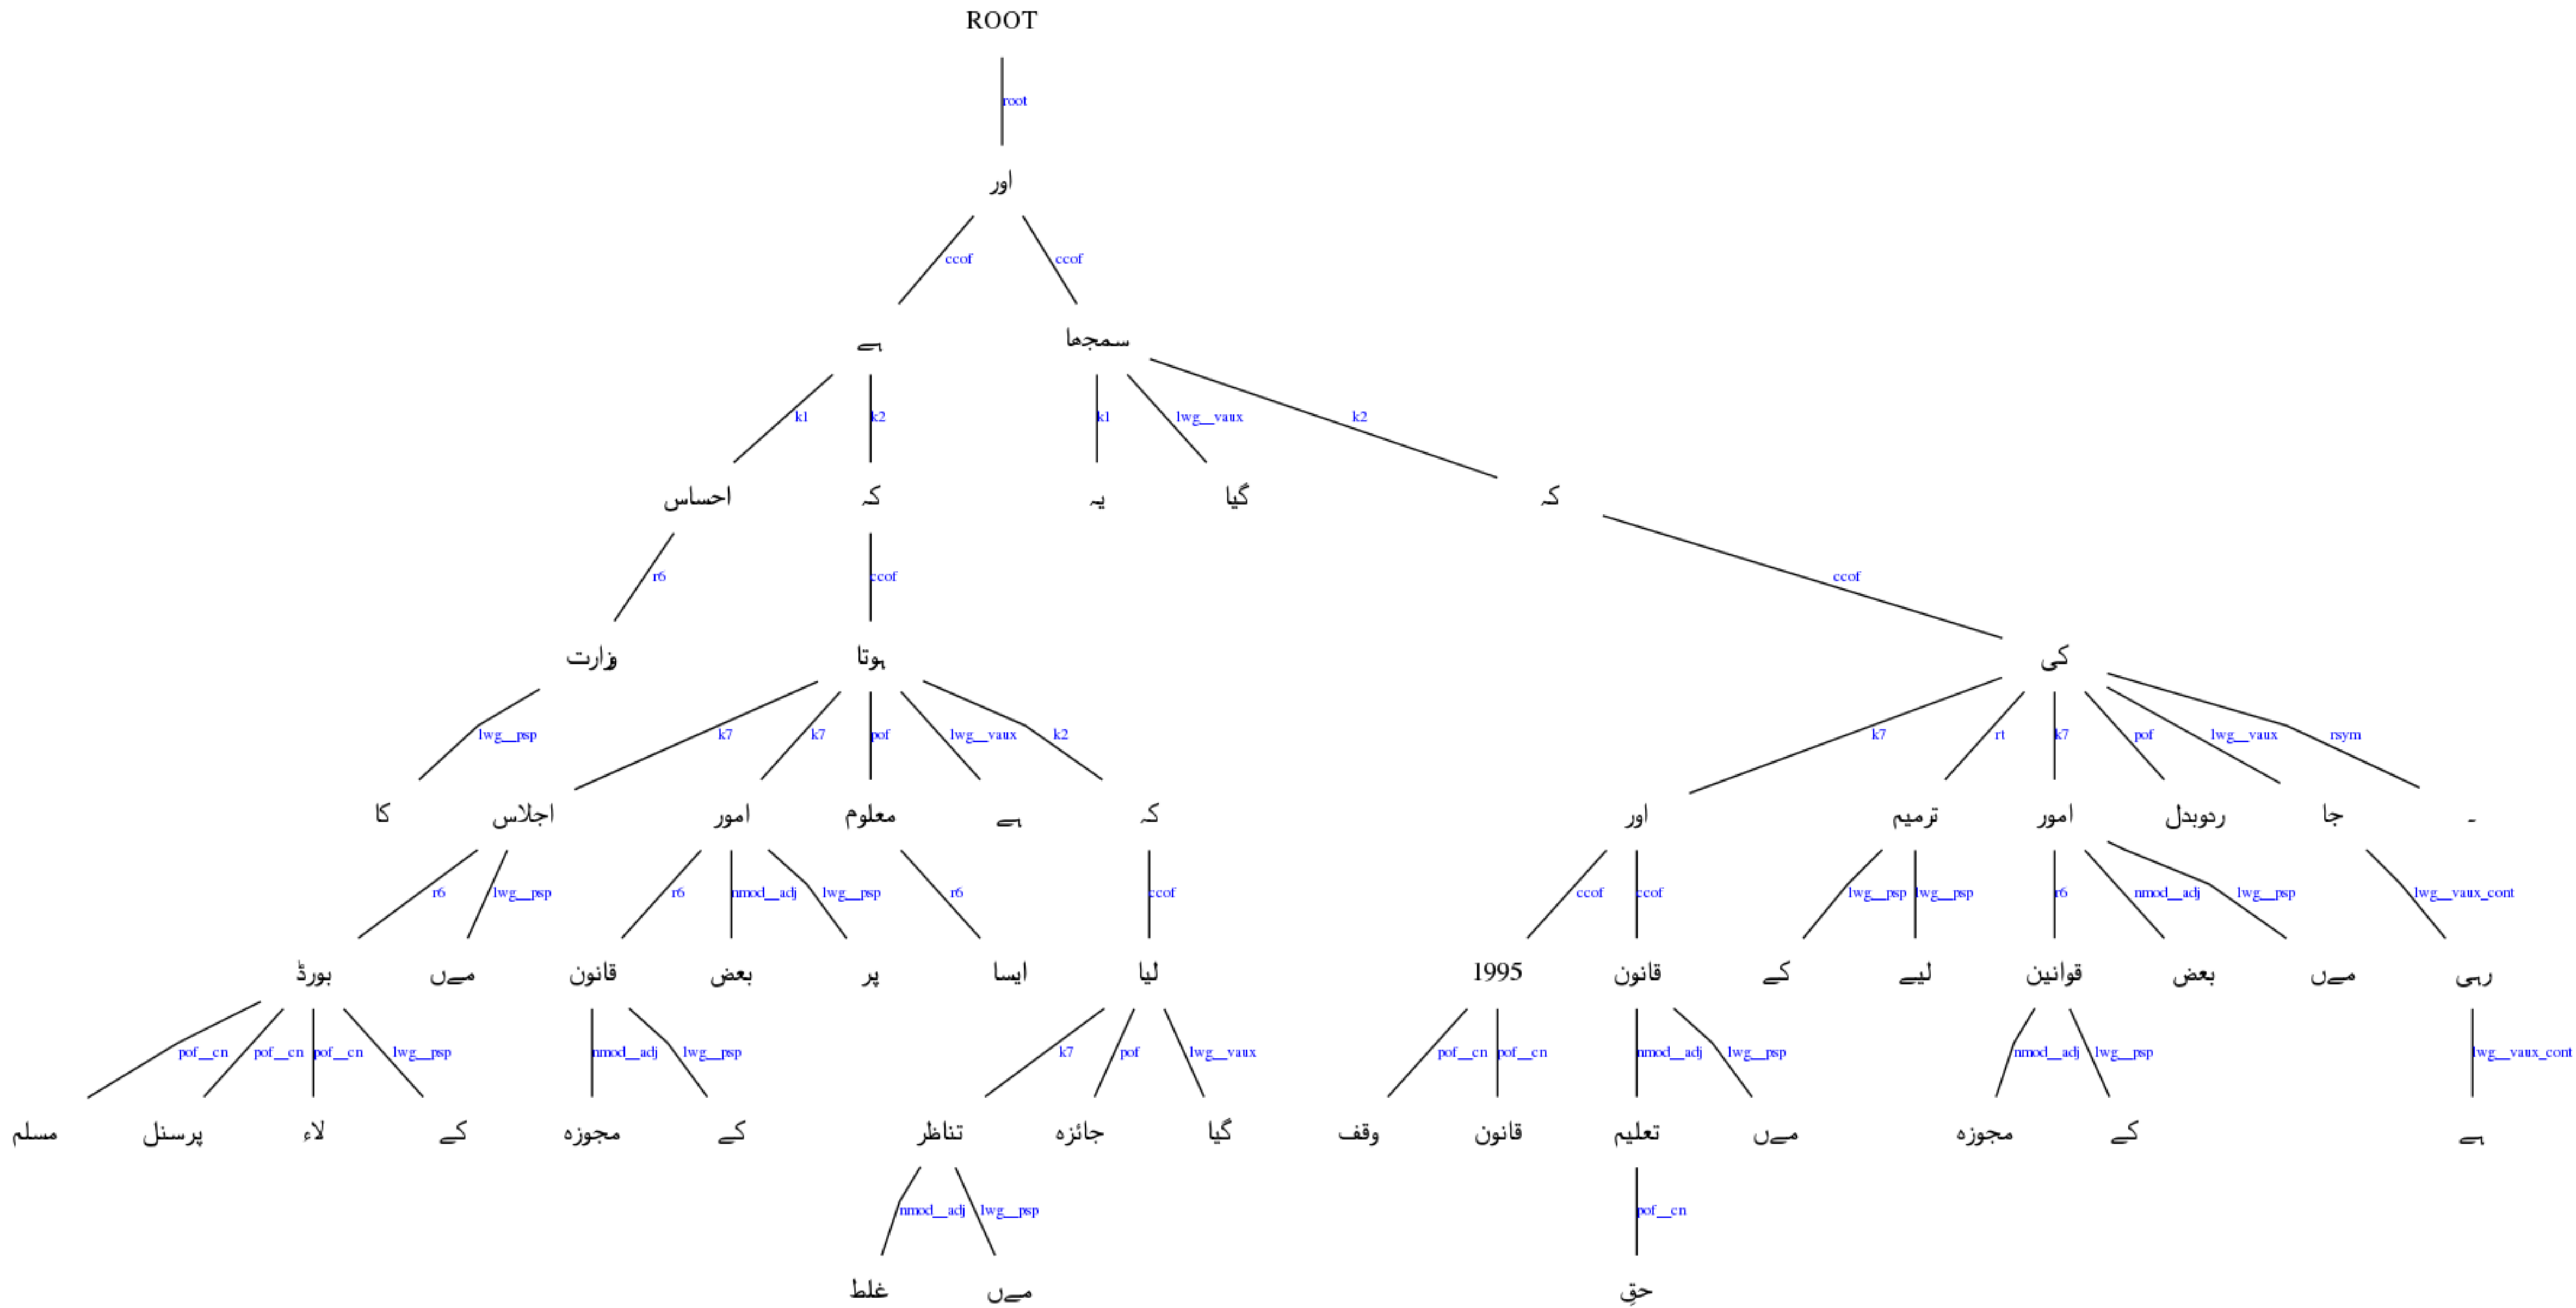 ROOT
root
اور
ccof ccof
ہے سمجھا
k1 k2 k1 lwg__vaux k2
احساس کہ یہ گیا کہ
r6 ccof ccof
وزارت ہوتا کی
lwg__psp k7 k7 pof lwg__vaux k2 k7 rt k7 pof lwg__vaux rsym
کا اجلاس امور معلوم ہے کہ اور ترمیم امور ردوبدل جا ۔
r6 lwg__psp r6 nmod__adj lwg__psp r6 ccof ccof ccof lwg__psp lwg__psp r6 nmod__adj lwg__psp lwg__vaux_cont
بورڈ مےں قانون بعض پر ایسا لیا 1995 قانون کے لیے قوانین بعض مےں رہی
pof__cn pof__cn pof__cn lwg__psp nmod__adj lwg__psp k7 pof lwg__vaux pof__cn pof__cn nmod__adj lwg__psp nmod__adj lwg__psp lwg__vaux_cont
مسلم پرسنل لاء کے مجوزہ کے تناظر جائزہ گیا وقف قانون تعلیم مےں مجوزہ کے ہے
nmod__adj lwg__psp pof__cn
غلط مےں حقِ